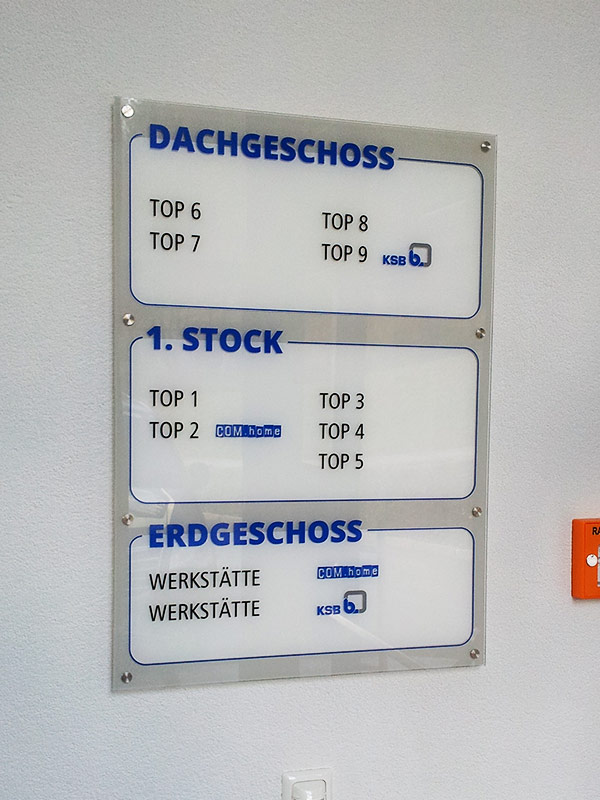 DACHGESCHOSS
TOP 6
TOP 7
TOP 8
TOP 9 KSB b.
1. STOCK
TOP 1
TOP 2 COM.home
TOP 3
TOP 4
TOP 5
ERDGESCHOSS
WERKSTÄTTE COM.home
WERKSTÄTTE KSB b.
RA